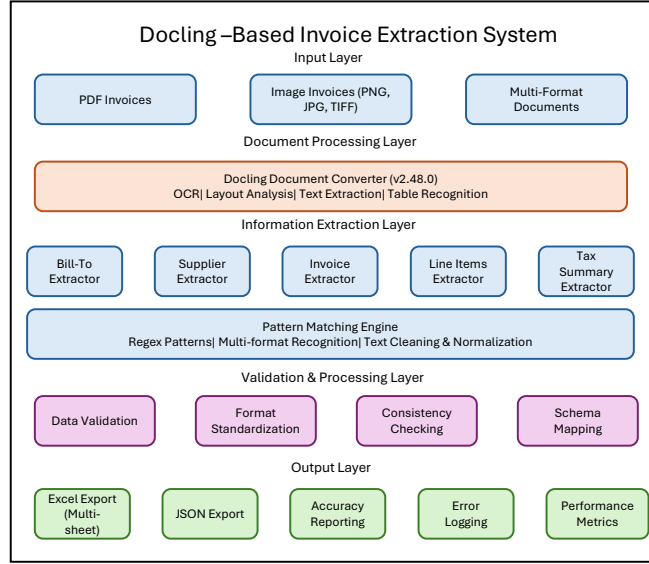 Docling –Based Invoice Extraction System
Input Layer
PDF Invoices
Image Invoices (PNG,
JPG, TIFF)
Multi-Format
Documents
Document Processing Layer
Docling Document Converter (v2.48.0)
OCR| Layout Analysis| Text Extraction| Table Recognition
Information Extraction Layer
Bill-To
Extractor
Supplier
Extractor
Invoice
Extractor
Line Items
Extractor
Tax
Summary
Extractor
Pattern Matching Engine
Regex Patterns| Multi-format Recognition| Text Cleaning & Normalization
Validation & Processing Layer
Data Validation
Format
Standardization
Consistency
Checking
Schema
Mapping
Output Layer
Excel Export
(Multi-
sheet)
JSON Export
Accuracy
Reporting
Error
Logging
Performance
Metrics